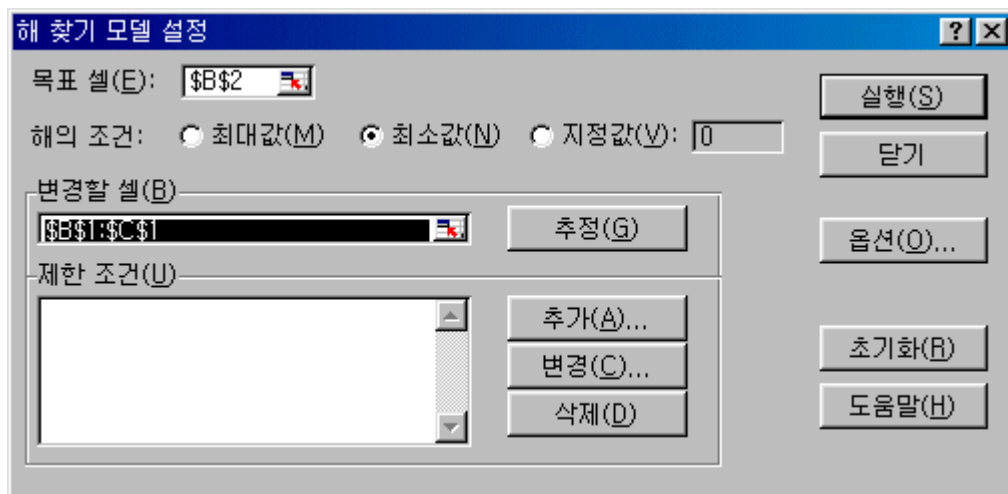 해 찾기 모델 설정
목표 셀(E): $B$2
실행(S)
해의 조건: 최대값(M) 최소값(N) 지정값(V): 0
닫기
변경할 셀(B)
$B$1:$C$1
추정(G)
옵션(O)...
제한 조건(U)
추가(A)...
변경(C)...
초기화(R)
삭제(D)
도움말(H)